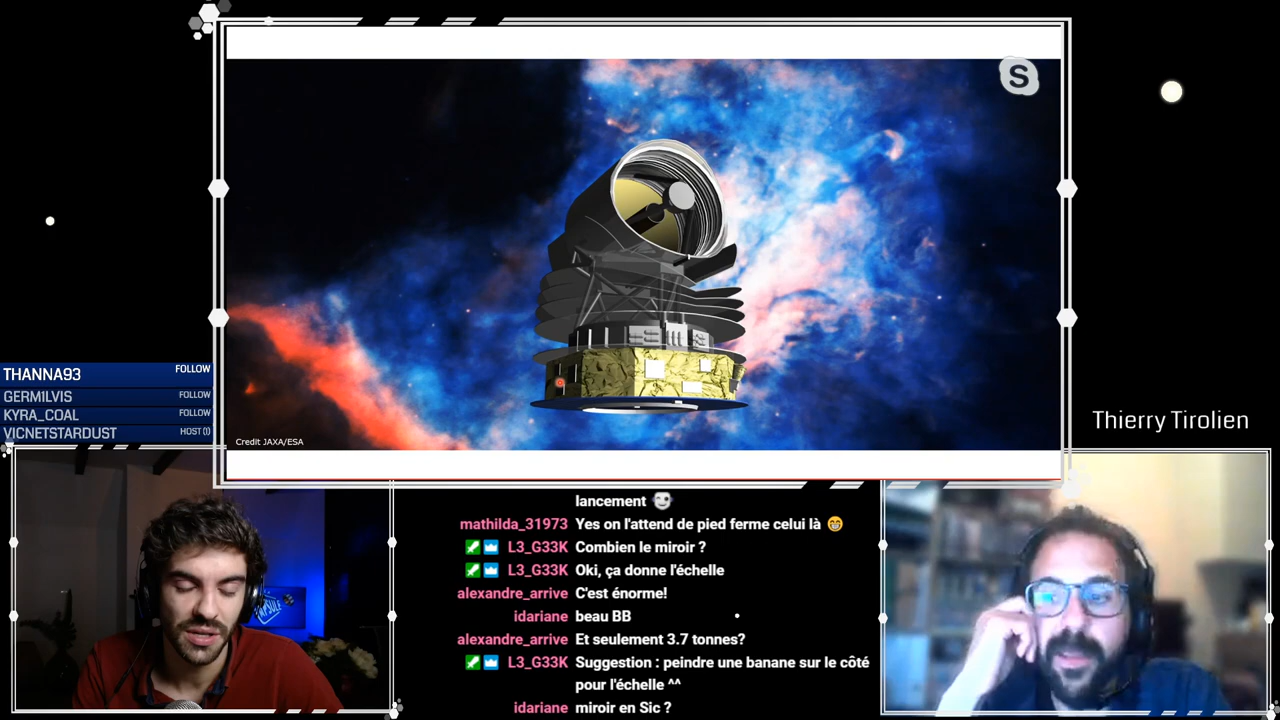 S
THANNA93 FOLLOW
GERM1LVIS FOLLOW
KYRA_COAL FOLLOW
VICNETSTARDUST HOST (1)
Credit JAXA/ESA
Thierry Tirolien
lancement
mathilda_31973 Yes on l'attend de pied ferme celui là 😁
L3_G33K Combien le miroir ?
L3_G33K Oki, ça donne l'échelle
alexandre_arrive C'est énorme!
idariane beau BB
alexandre_arrive Et seulement 3.7 tonnes?
L3_G33K Suggestion : peindre une banane sur le côté
pour l'échelle ^^
idariane miroir en Sic ?